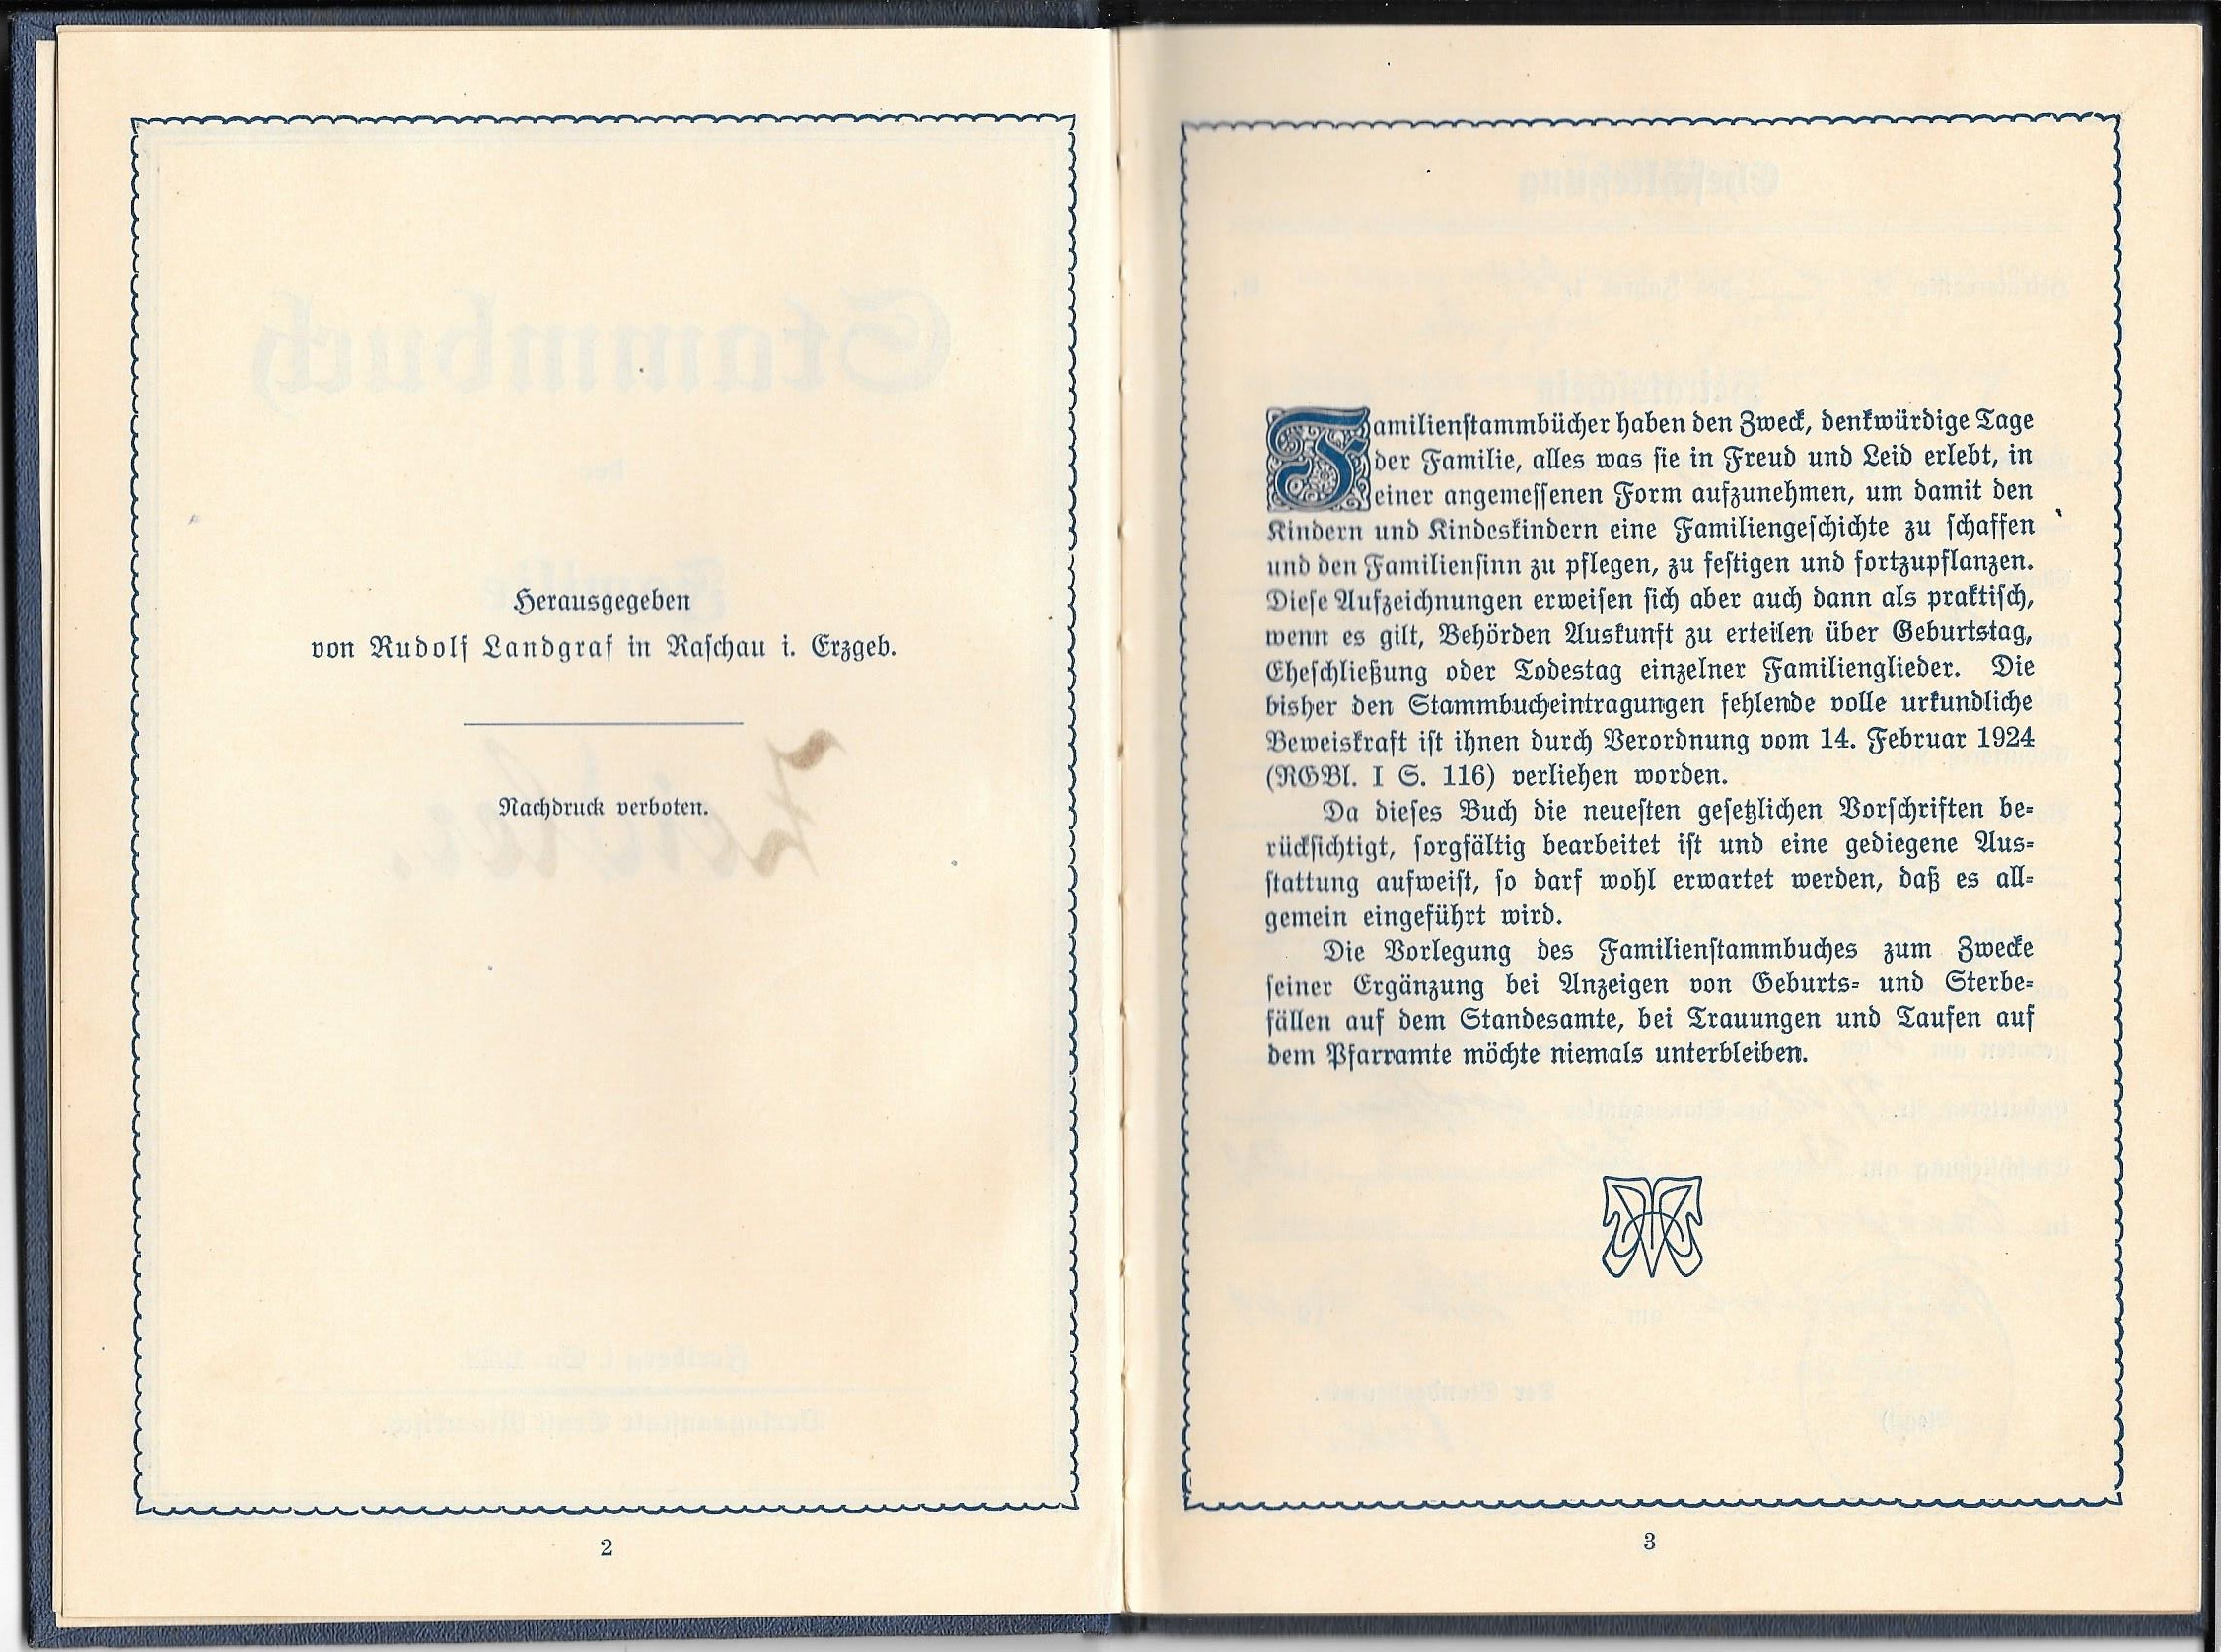 Herausgegeben
von Rudolf Landgraf in Raschau i. Erzgeb.
Nachdruck verboten.
2
Familienstammbücher haben den Zweck, denkwürdige Tage
der Familie, alles was sie in Freud und Leid erlebt, in
einer angemessenen Form aufzunehmen, um damit den
Kindern und Kindeskindern eine Familiengeschichte zu schaffen
und den Familiensinn zu pflegen, zu festigen und fortzupflanzen.
Diese Aufzeichnungen erweisen sich aber auch dann als praktisch,
wenn es gilt, Behörden Auskunft zu erteilen über Geburtstag,
Eheschließung oder Todestag einzelner Familienglieder. Die
bisher den Stammbucheintragungen fehlende volle urkundliche
Beweiskraft ist ihnen durch Verordnung vom 14. Februar 1924
(RGBl. I S. 116) verliehen worden.
Da dieses Buch die neuesten gesetzlichen Vorschriften be-
rücksichtigt, sorgfältig bearbeitet ist und eine gediegene Aus-
stattung aufweist, so darf wohl erwartet werden, daß es all-
gemein eingeführt wird.
Die Vorlegung des Familienstammbuches zum Zwecke
seiner Ergänzung bei Anzeigen von Geburts- und Sterbe-
fällen auf dem Standesamte, bei Trauungen und Taufen auf
dem Pfarramte möchte niemals unterbleiben.
3